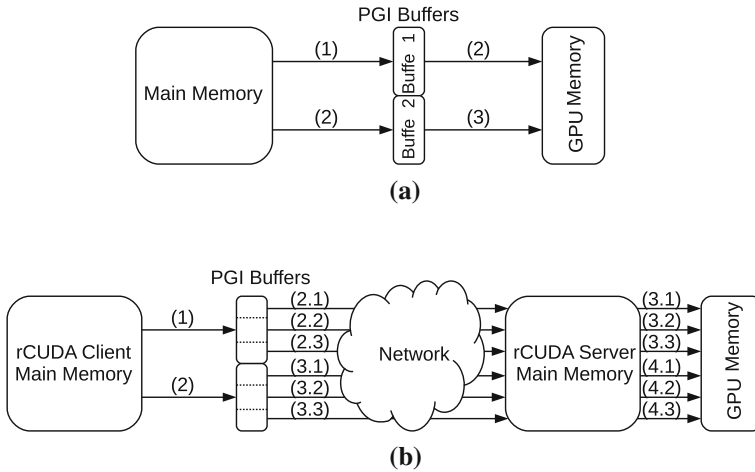 PGI Buffers
(1)
(2)
Main Memory
Buffe 1
Buffe 2
GPU Memory
(2)
(3)
(a)
PGI Buffers
(1)
(2)
rCUDA Client
Main Memory
(2.1)
(2.2)
(2.3)
(3.1)
(3.2)
(3.3)
Network
rCUDA Server
Main Memory
(3.1)
(3.2)
(3.3)
(4.1)
(4.2)
(4.3)
GPU Memory
(b)